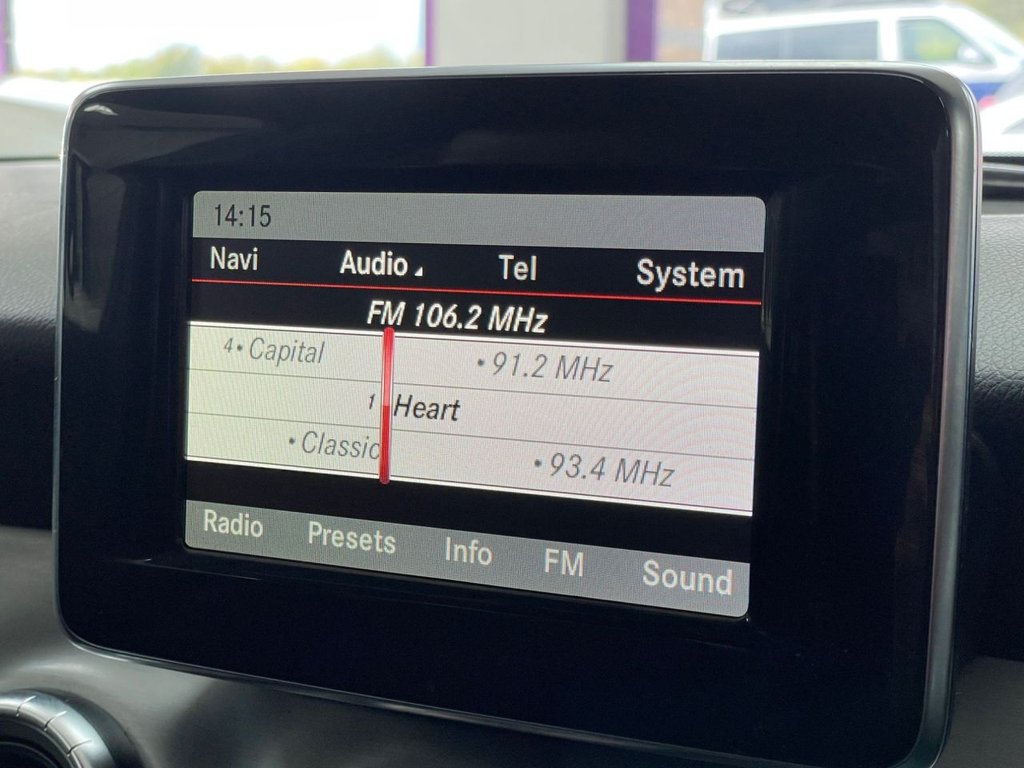 14:15
Navi Audio Tel System
FM 106.2 MHz
4• Capital •91.2 MHz
1 Heart
•Classic •93.4 MHz
Radio Presets Info FM Sound